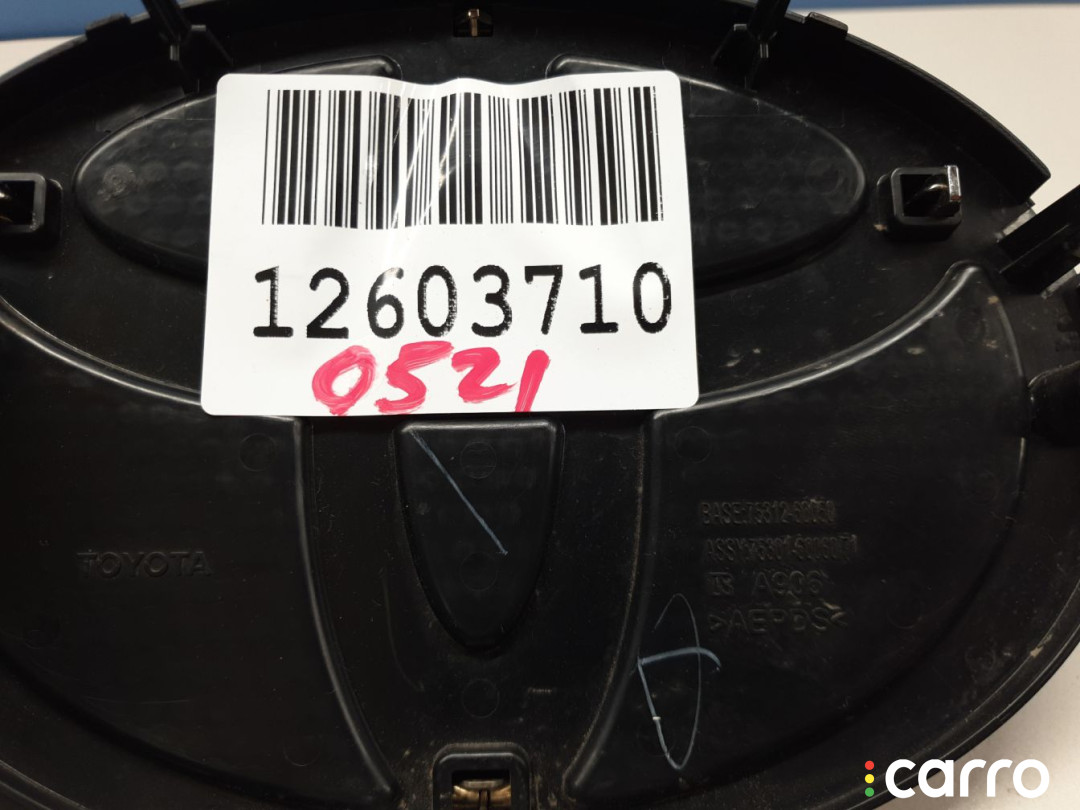 12603710
0521
TOYOTA
A906
>AEPDS<
carro